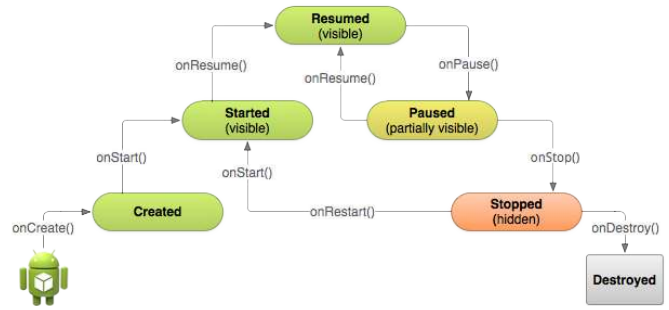 Resumed
(visible)
onResume()
onResume()
onPause()
Started
(visible)
Paused
(partially visible)
onStart()
onStart()
onStop()
Created
onRestart()
Stopped
(hidden)
onCreate()
onDestroy()
Destroyed